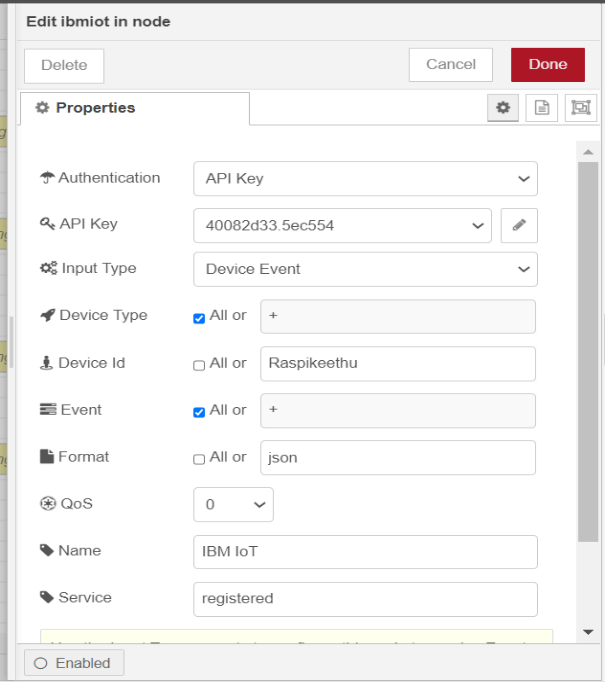 Edit ibmiot in node
Delete
Cancel
Done
Properties
Authentication
API Key
API Key
40082d33.5ec554
Input Type
Device Event
Device Type
All or
+
Device Id
All or
Raspikeethu
Event
All or
+
Format
All or
json
QoS
0
Name
IBM IoT
Service
registered
Enabled